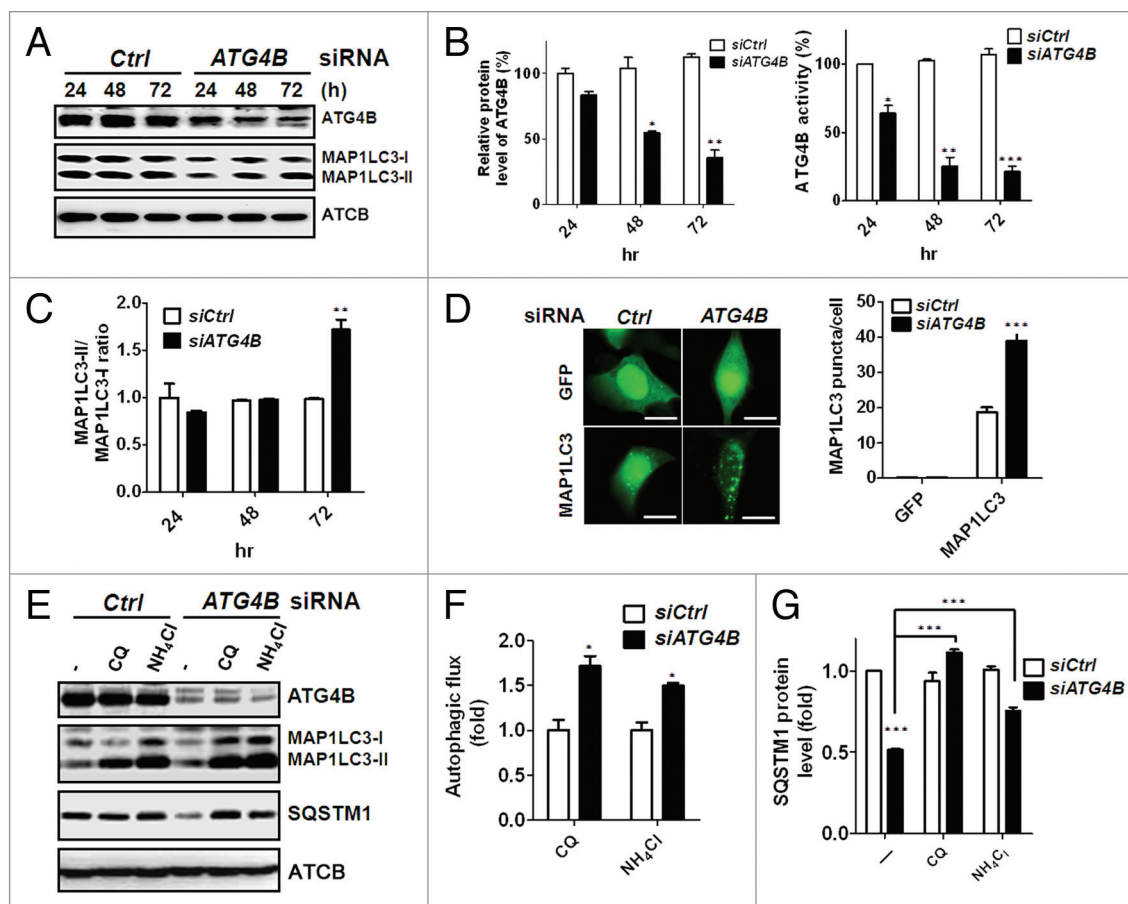 A
Ctrl ATG4B siRNA
24 48 72 24 48 72 (h)
ATG4B
MAP1LC3-I
MAP1LC3-II
ATCB
B
Relative protein
level of ATG4B (%)
100
50
0
siCtrl
siATG4B
*
**
24 48 72
hr
ATG4B activity (%)
100
50
0
siCtrl
siATG4B
*
**
***
24 48 72
hr
C
MAP1LC3-II/
MAP1LC3-I ratio
2.0
1.5
1.0
0.5
0.0
siCtrl
siATG4B
**
24 48 72
hr
D
siRNA Ctrl ATG4B
GFP
MAP1LC3
MAP1LC3 puncta/cell
50
40
30
20
10
0
siCtrl
siATG4B
***
GFP MAP1LC3
E
Ctrl ATG4B siRNA
- CQ NH4Cl - CQ NH4Cl
ATG4B
MAP1LC3-I
MAP1LC3-II
SQSTM1
ATCB
F
siCtrl
siATG4B
Autophagic flux
(fold)
2.0
1.5
1.0
0.5
0.0
*
*
CQ NH4Cl
G
SQSTM1 protein
level (fold)
1.0
0.5
0.0
***
***
***
siCtrl
siATG4B
— CQ NH4Cl